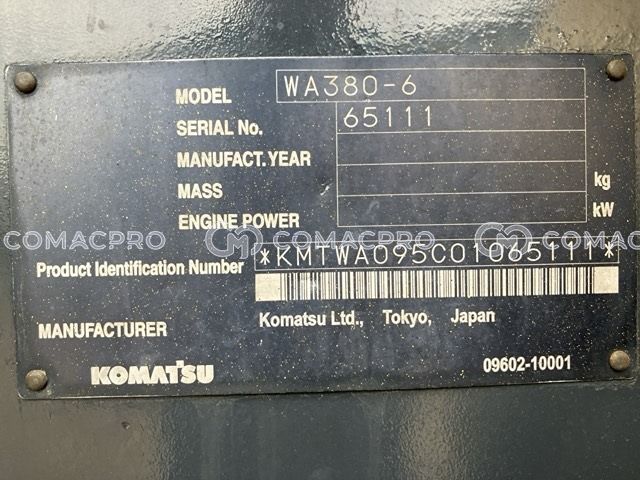 MODEL WA380-6
SERIAL No. 65111
MANUFACT. YEAR
MASS kg
ENGINE POWER kW
COMACPRO COMACPRO COMACPRO
Product Identification Number *KMTWA095C01065111*
MANUFACTURER Komatsu Ltd., Tokyo, Japan
KOMATSU 09602-10001